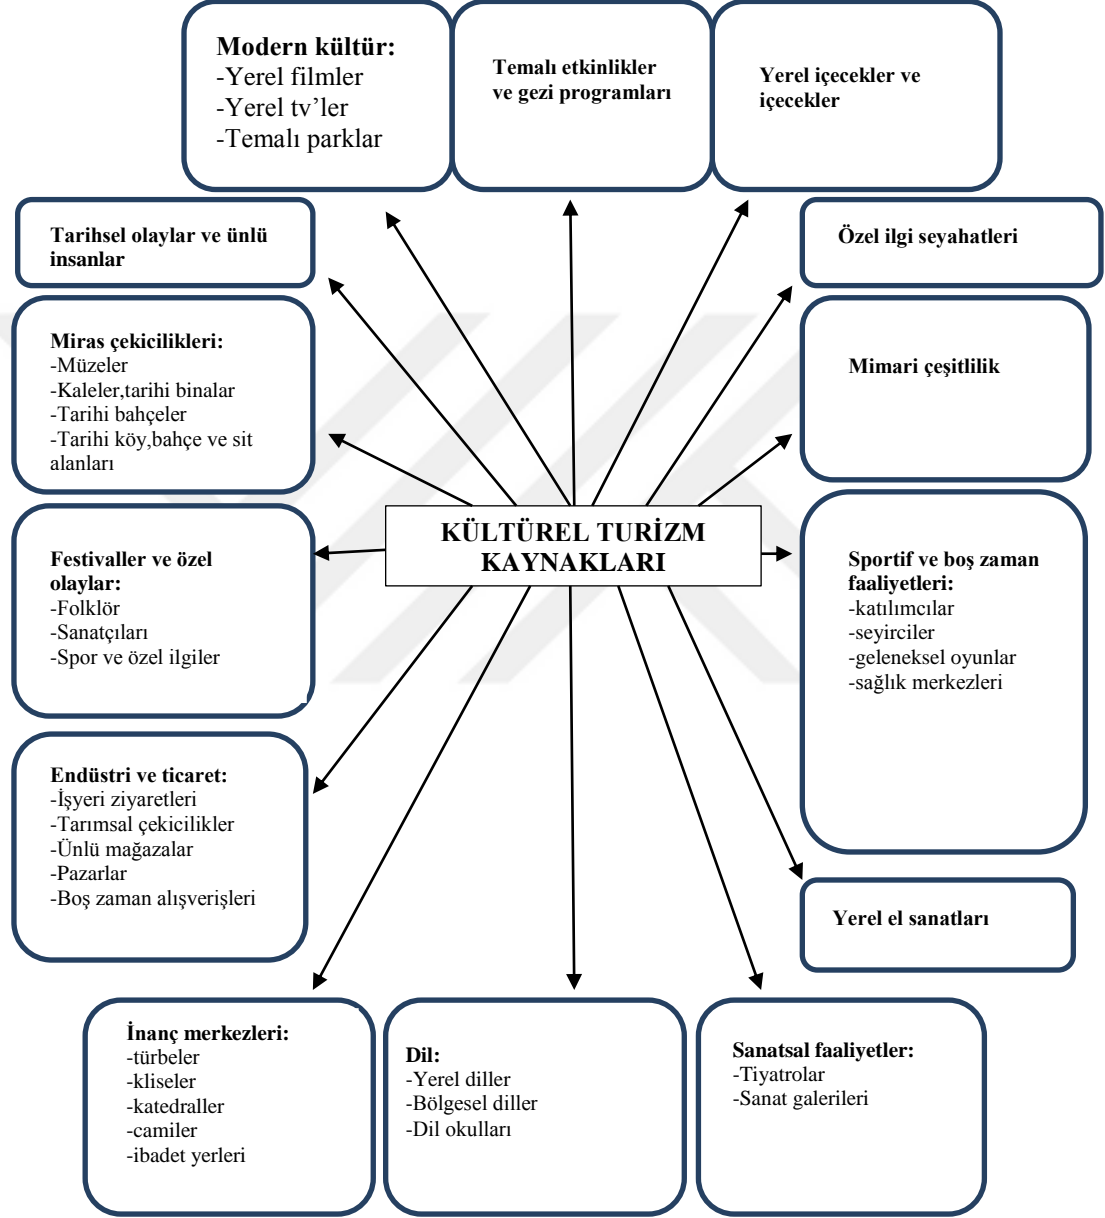 Modern kültür:
-Yerel filmler
-Yerel tv’ler
-Temalı parklar
Temalı etkinlikler
ve gezi programları
Yerel içecekler ve
içecekler
Tarihsel olaylar ve ünlü
insanlar
Özel ilgi seyahatleri
Miras çekicilikleri:
-Müzeler
-Kaleler,tarihi binalar
-Tarihi bahçeler
-Tarihi köy,bahçe ve sit
alanları
Mimari çeşitlilik
KÜLTÜREL TURİZM
KAYNAKLARI
Festivaller ve özel
olaylar:
-Folklör
-Sanatçıları
-Spor ve özel ilgiler
Sportif ve boş zaman
faaliyetleri:
-katılımcılar
-seyirciler
-geleneksel oyunlar
-sağlık merkezleri
Endüstri ve ticaret:
-İşyeri ziyaretleri
-Tarımsal çekicilikler
-Ünlü mağazalar
-Pazarlar
-Boş zaman alışverişleri
Yerel el sanatları
İnanç merkezleri:
-türbeler
-kliseler
-katedraller
-camiler
-ibadet yerleri
Dil:
-Yerel diller
-Bölgesel diller
-Dil okulları
Sanatsal faaliyetler:
-Tiyatrolar
-Sanat galerileri